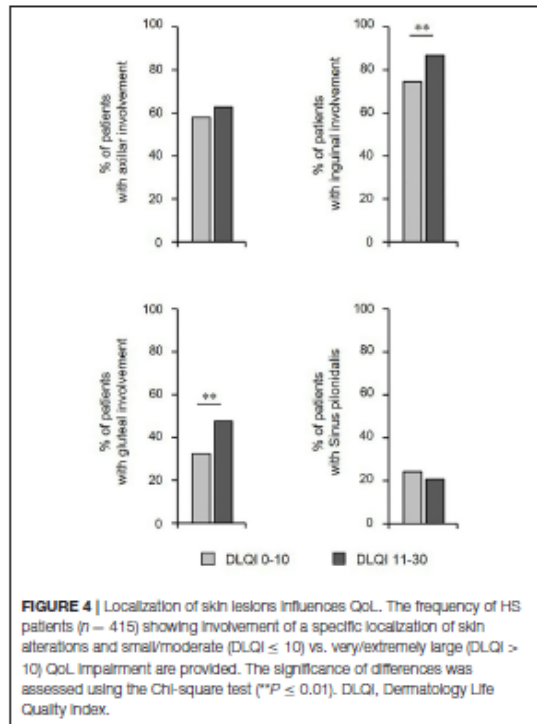 100
80
60
40
20
0
% of patients
with axillar involvement
100
80
60
40
20
0
% of patients
with inguinal involvement
**
100
80
60
40
20
0
% of patients
with gluteal involvement
**
100
80
60
40
20
0
% of patients
with Sinus pilonidalis
DLQI 0-10 DLQI 11-30
FIGURE 4 | Localization of skin lesions influences QoL. The frequency of HS
patients (n = 415) showing involvement of a specific localization of skin
alterations and small/moderate (DLQI ≤ 10) vs. very/extremely large (DLQI >
10) QoL impairment are provided. The significance of differences was
assessed using the Chi-square test (**P ≤ 0.01). DLQI, Dermatology Life
Quality Index.